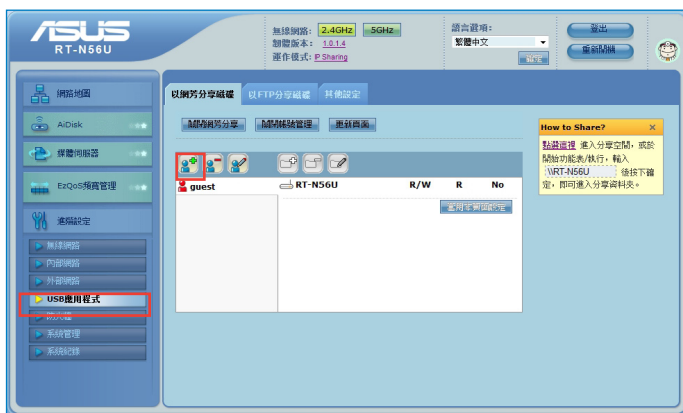 ASUS
RT-N56U
無線網路: 2.4GHz 5GHz
韌體版本: 1.0.1.4
運作模式: IP Sharing
語言選項:
繁體中文
確定
登出
重新開機
網路地圖
AiDisk
媒體伺服器
EzQoS頻寬管理
進階設定
無線網路
內部網路
外部網路
USB應用程式
防火牆
系統管理
系統紀錄
以網芳分享磁碟 以FTP分享磁碟 其他設定
關閉網芳分享 關閉帳號管理 更新頁面
guest RT-N56U R/W R No
How to Share? ×
點選這裡 進入分享空間，或於
開始功能表/執行，輸入
\\RT-N56U 後按下確
定，即可進入分享資料夾。